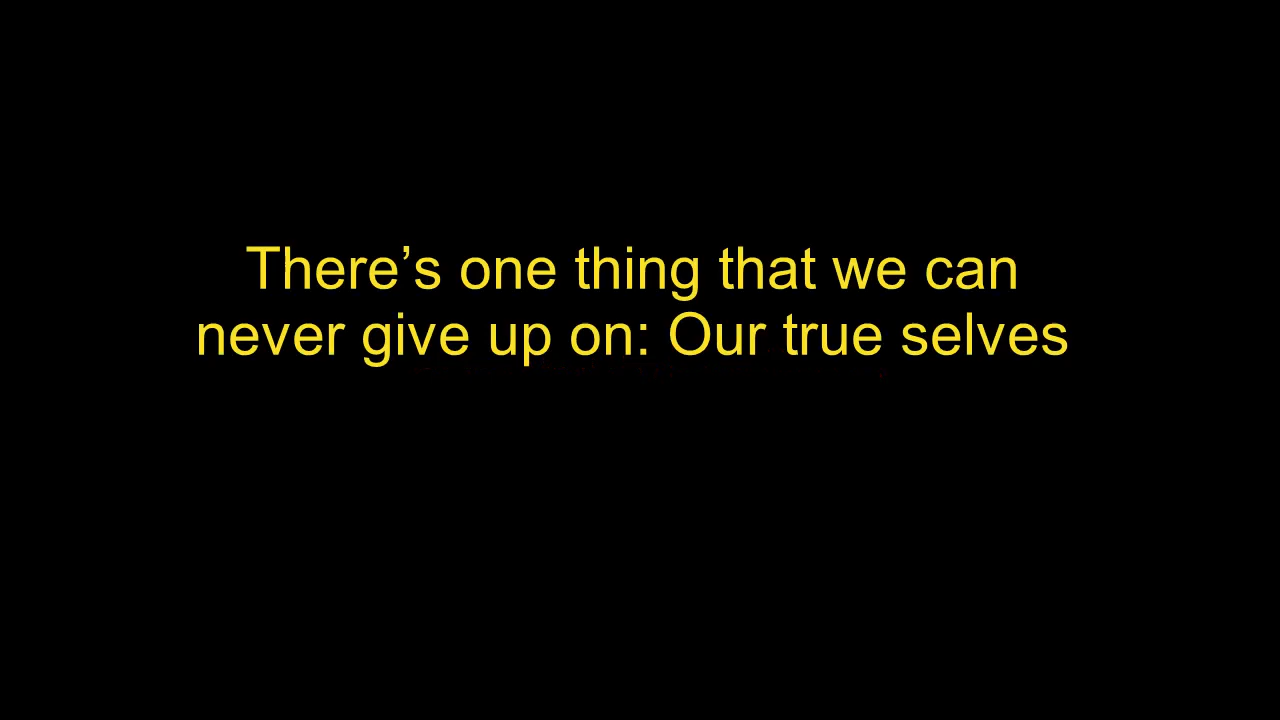 There’s one thing that we can
never give up on: Our true selves